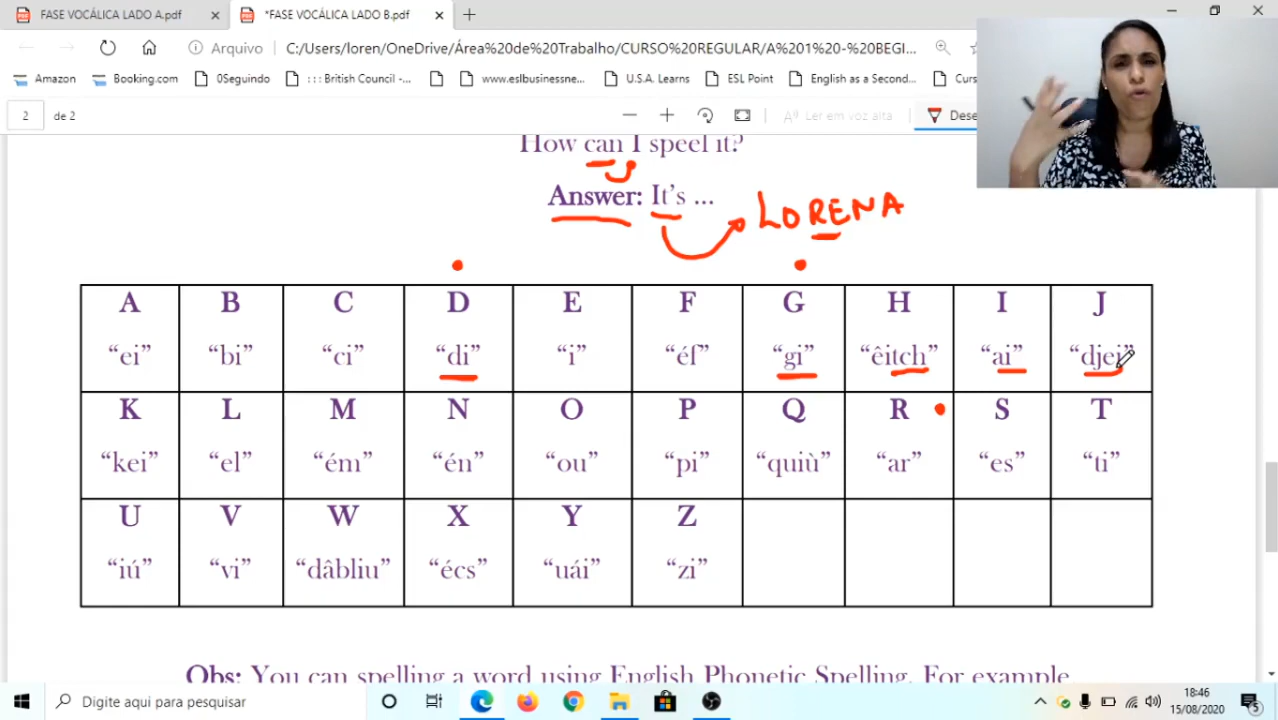 FASE VOCÁLICA LADO A.pdf
*FASE VOCÁLICA LADO B.pdf
Arquivo
C:/Users/loren/OneDrive/Área%20de%20Trabalho/CURSO%20REGULAR/A%201%20-%20BEGI...
Amazon
Booking.com
0Seguindo
: : : British Council -...
www.eslbusinessne...
U.S.A. Learns
ESL Point
English as a Second...
2 de 2
Ler em voz alta
How can I speel it?
Answer: It's ...
LORENA
A B C D E F G H I J
“ei” “bi” “ci” “di” “i” “éf” “gi” “êitch” “ai” “djei”
K L M N O P Q R S T
“kei” “el” “ém” “én” “ou” “pi” “quiù” “ar” “es” “ti”
U V W X Y Z
“iú” “vi” “dâbliu” “écs” “uái” “zi”
Obs: You can spelling a word using English Phonetic Spelling. For example
Digite aqui para pesquisar
18:46
15/08/2020
5